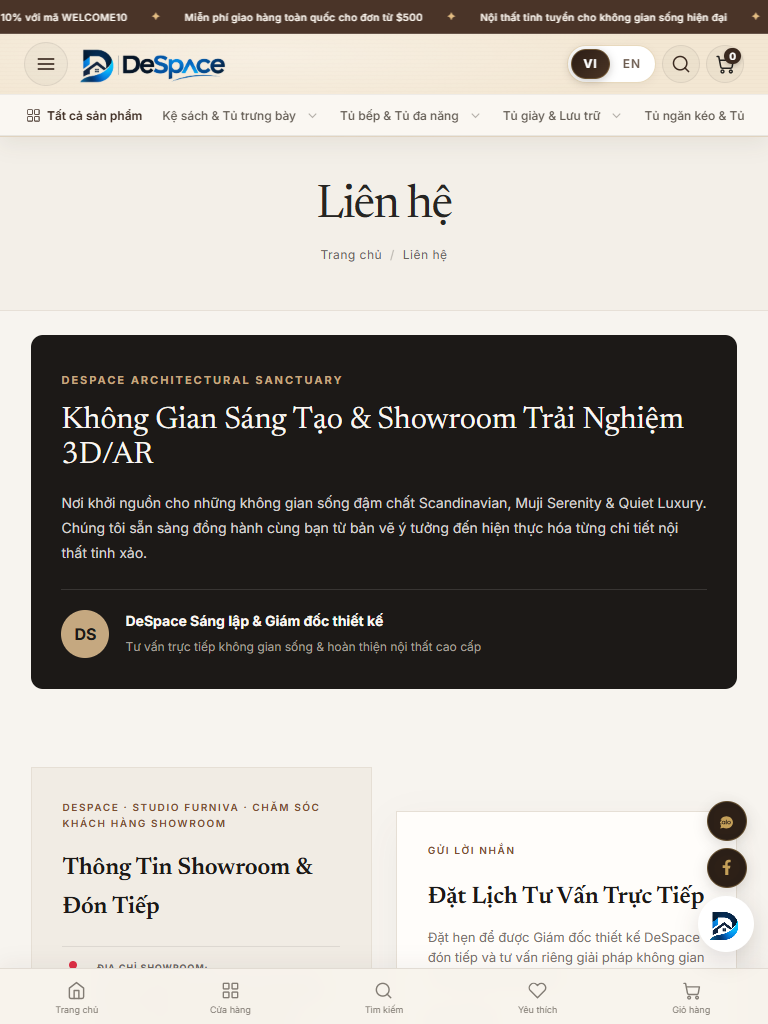 10% với mã WELCOME10 ✦ Miễn phí giao hàng toàn quốc cho đơn từ $500 ✦ Nội thất tinh tuyển cho không gian sống hiện đại ✦
DeSpace VI EN 0
Tất cả sản phẩm Kệ sách & Tủ trưng bày Tủ bếp & Tủ đa năng Tủ giày & Lưu trữ Tủ ngăn kéo & Tủ
Liên hệ
Trang chủ / Liên hệ
DESPACE ARCHITECTURAL SANCTUARY
Không Gian Sáng Tạo & Showroom Trải Nghiệm
3D/AR
Nơi khởi nguồn cho những không gian sống đậm chất Scandinavian, Muji Serenity & Quiet Luxury.
Chúng tôi sẵn sàng đồng hành cùng bạn từ bản vẽ ý tưởng đến hiện thực hóa từng chi tiết nội
thất tinh xảo.
DS
DeSpace Sáng lập & Giám đốc thiết kế
Tư vấn trực tiếp không gian sống & hoàn thiện nội thất cao cấp
DESPACE · STUDIO FURNIVA · CHĂM SÓC
KHÁCH HÀNG SHOWROOM
Thông Tin Showroom &
Đón Tiếp
ĐỊA CHỈ SHOWROOM:
GỬI LỜI NHẮN
Đặt Lịch Tư Vấn Trực Tiếp
Đặt hẹn để được Giám đốc thiết kế DeSpace
đón tiếp và tư vấn riêng giải pháp không gian
Zalo
Trang chủ Cửa hàng Tìm kiếm Yêu thích Giỏ hàng